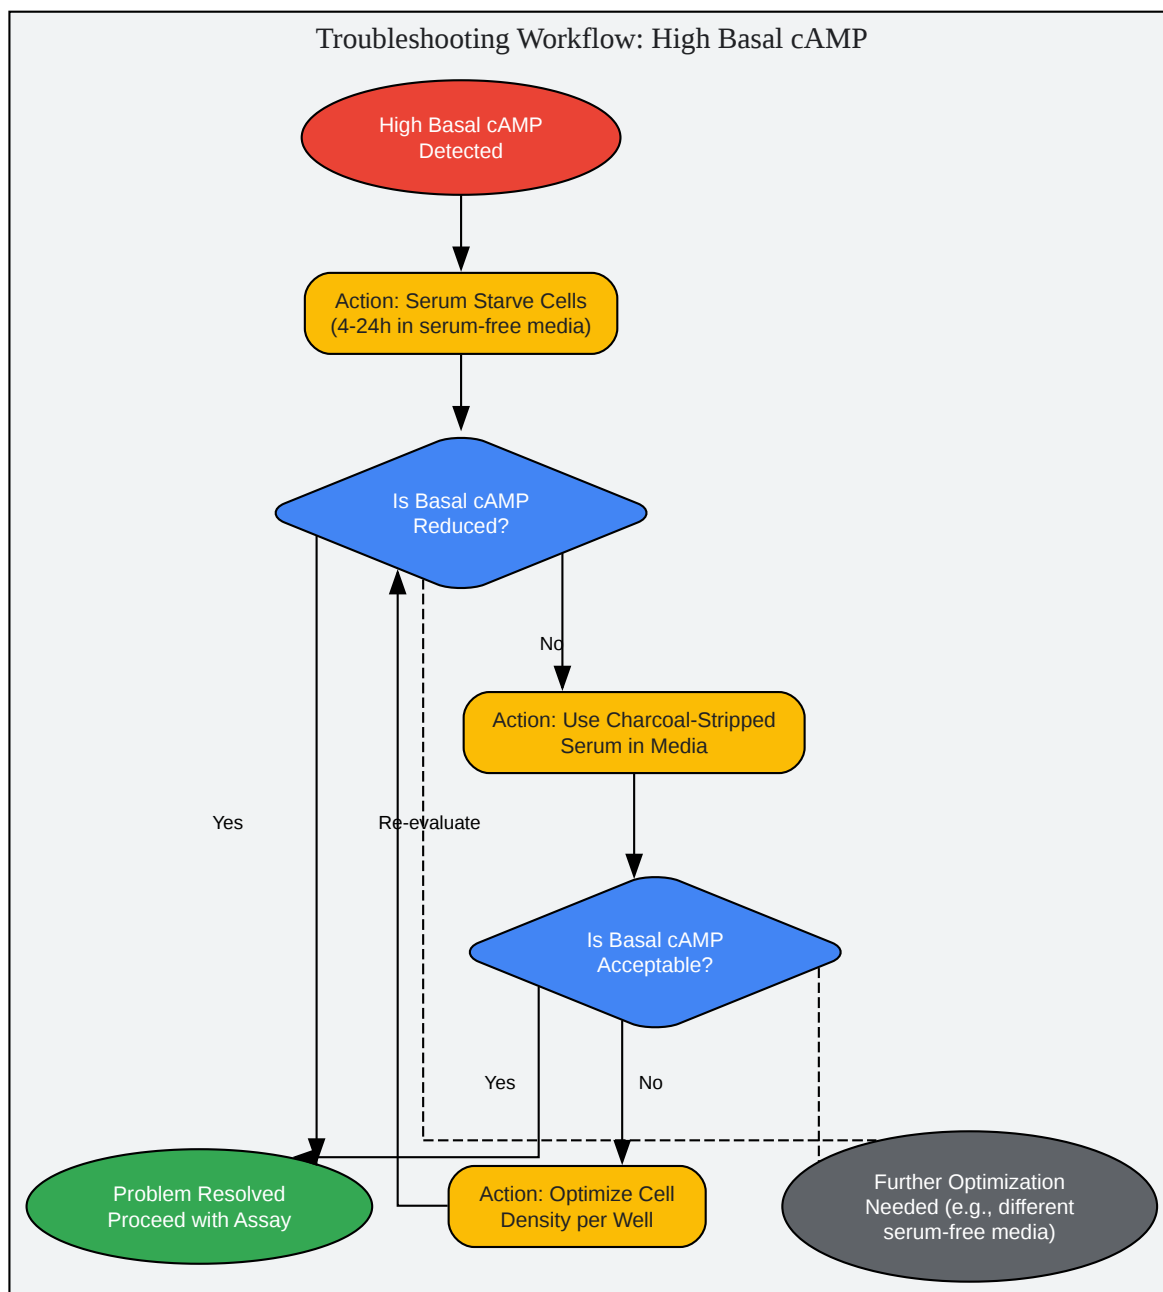 Troubleshooting Workflow: High Basal cAMP
High Basal cAMP
Detected
Action: Serum Starve Cells
(4-24h in serum-free media)
Is Basal cAMP
Reduced?
No
Action: Use Charcoal-Stripped
Serum in Media
Yes
Re-evaluate
Is Basal cAMP
Acceptable?
Yes
No
Problem Resolved
Proceed with Assay
Action: Optimize Cell
Density per Well
Further Optimization
Needed (e.g., different
serum-free media)